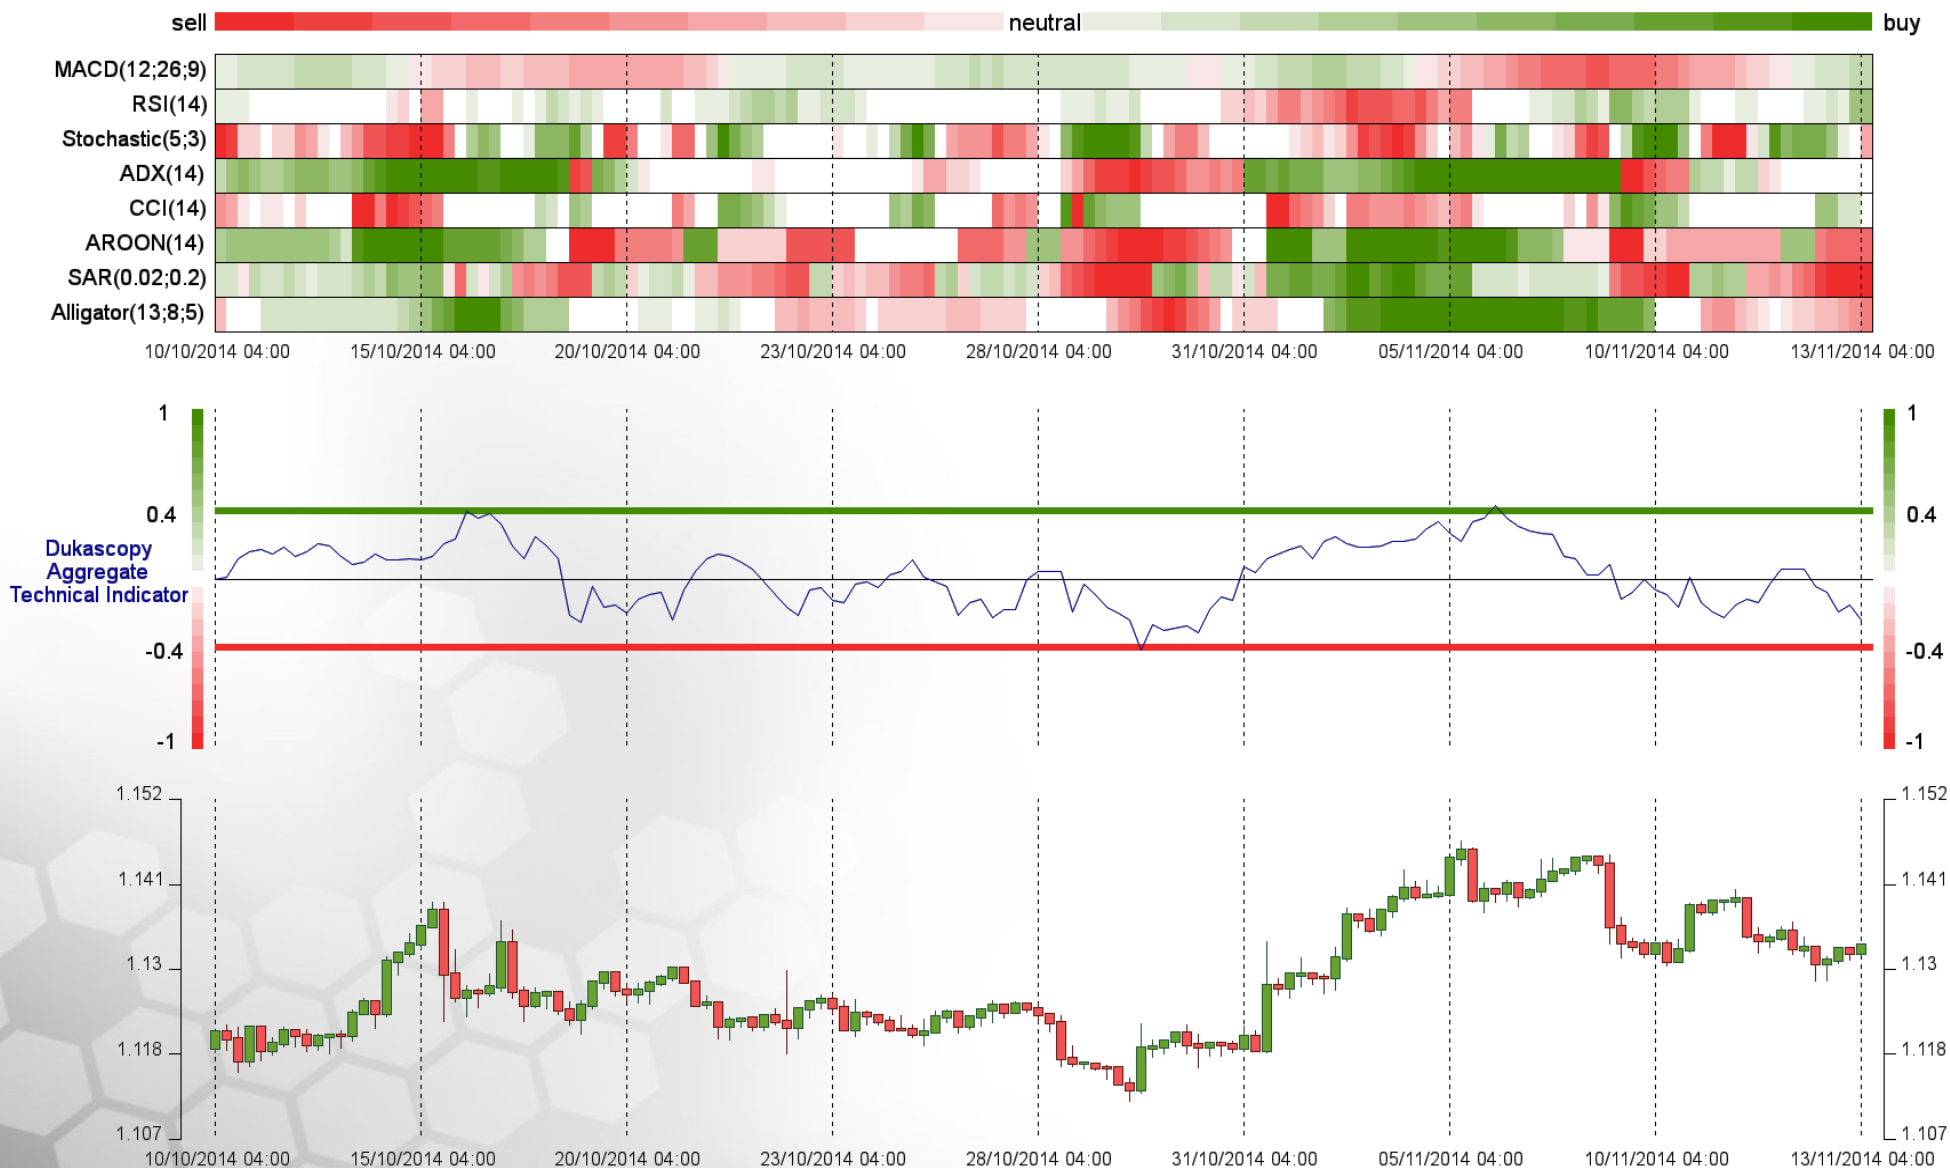 sell neutral buy
MACD(12;26;9)
RSI(14)
Stochastic(5;3)
ADX(14)
CCI(14)
AROON(14)
SAR(0.02;0.2)
Alligator(13;8;5)
10/10/2014 04:00 15/10/2014 04:00 20/10/2014 04:00 23/10/2014 04:00 28/10/2014 04:00 31/10/2014 04:00 05/11/2014 04:00 10/11/2014 04:00 13/11/2014 04:00
1 1
0.4 0.4
Dukascopy
Aggregate
Technical Indicator
-0.4 -0.4
-1 -1
1.152 1.152
1.141 1.141
1.13 1.13
1.118 1.118
1.107 1.107
10/10/2014 04:00 15/10/2014 04:00 20/10/2014 04:00 23/10/2014 04:00 28/10/2014 04:00 31/10/2014 04:00 05/11/2014 04:00 10/11/2014 04:00 13/11/2014 04:00